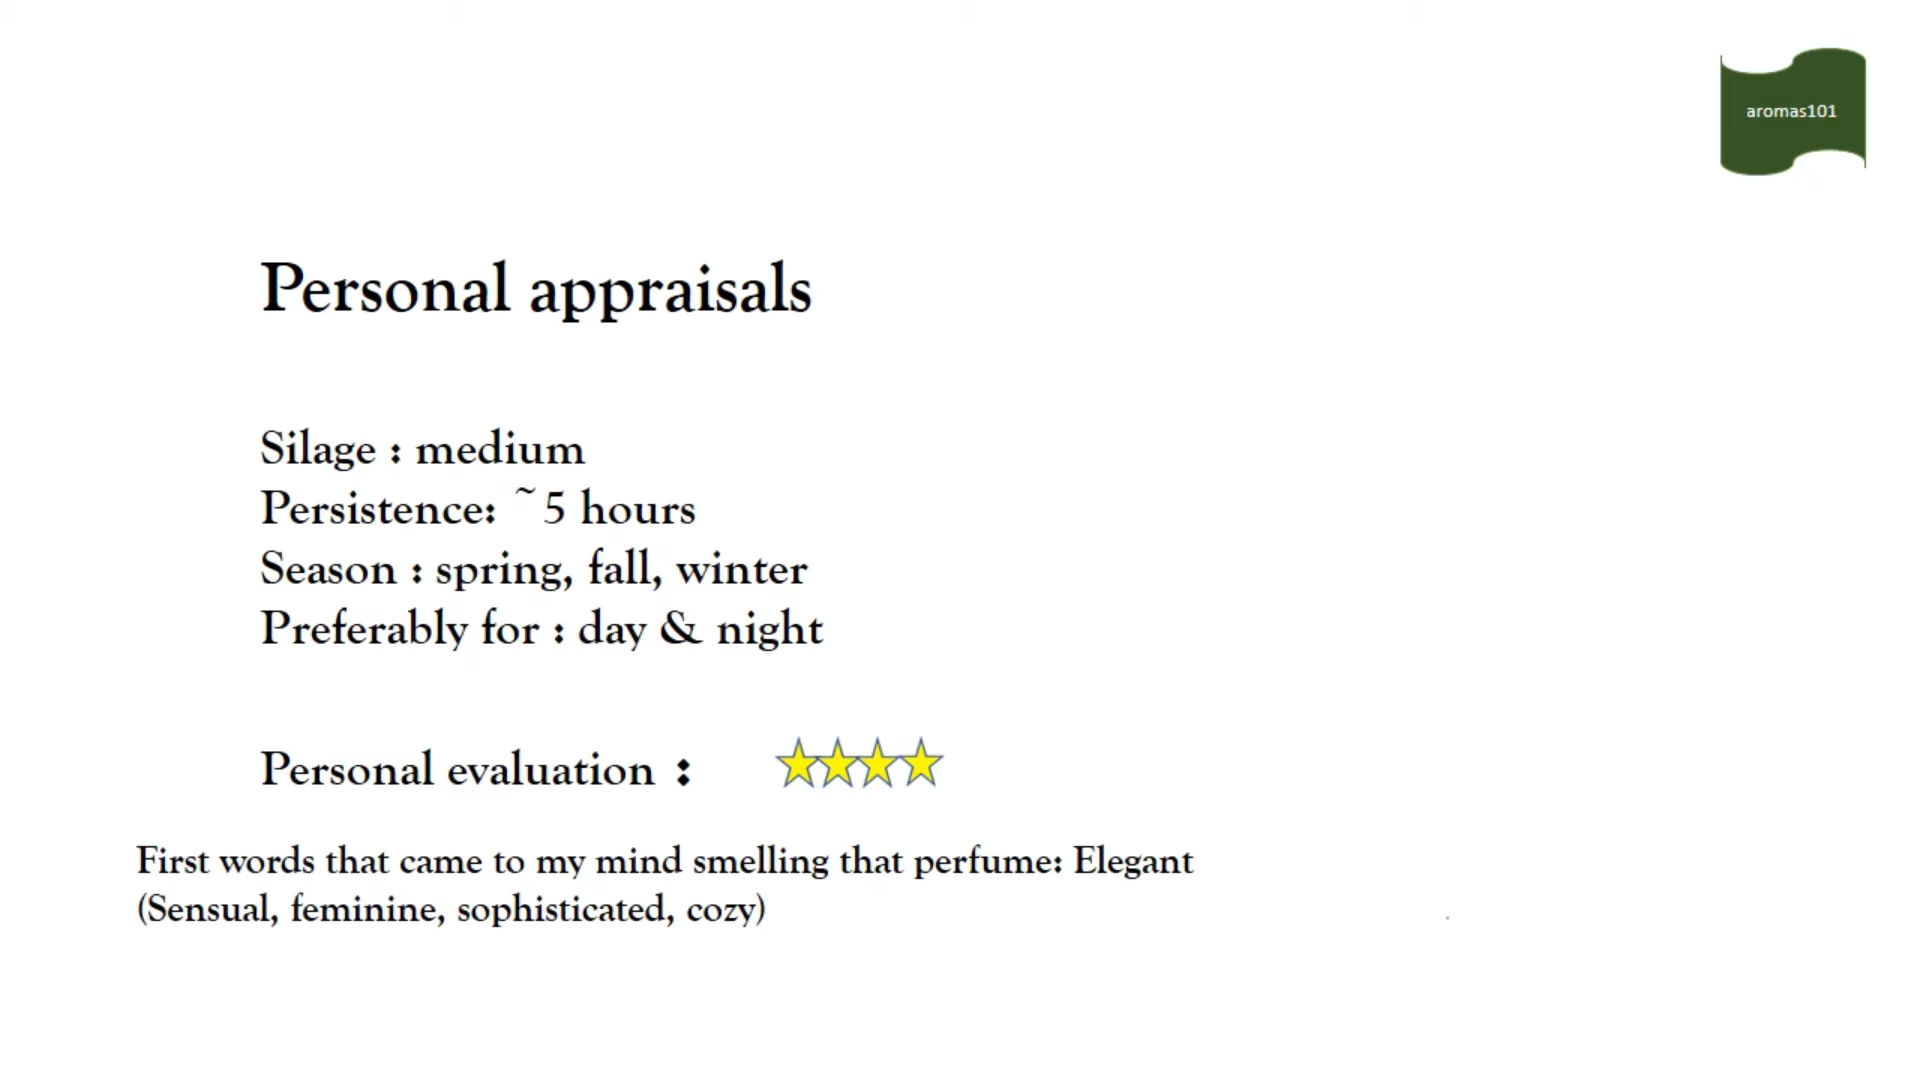 aromas101
Personal appraisals
Silage : medium
Persistence: ~5 hours
Season : spring, fall, winter
Preferably for : day & night
Personal evaluation :
First words that came to my mind smelling that perfume: Elegant
(Sensual, feminine, sophisticated, cozy)